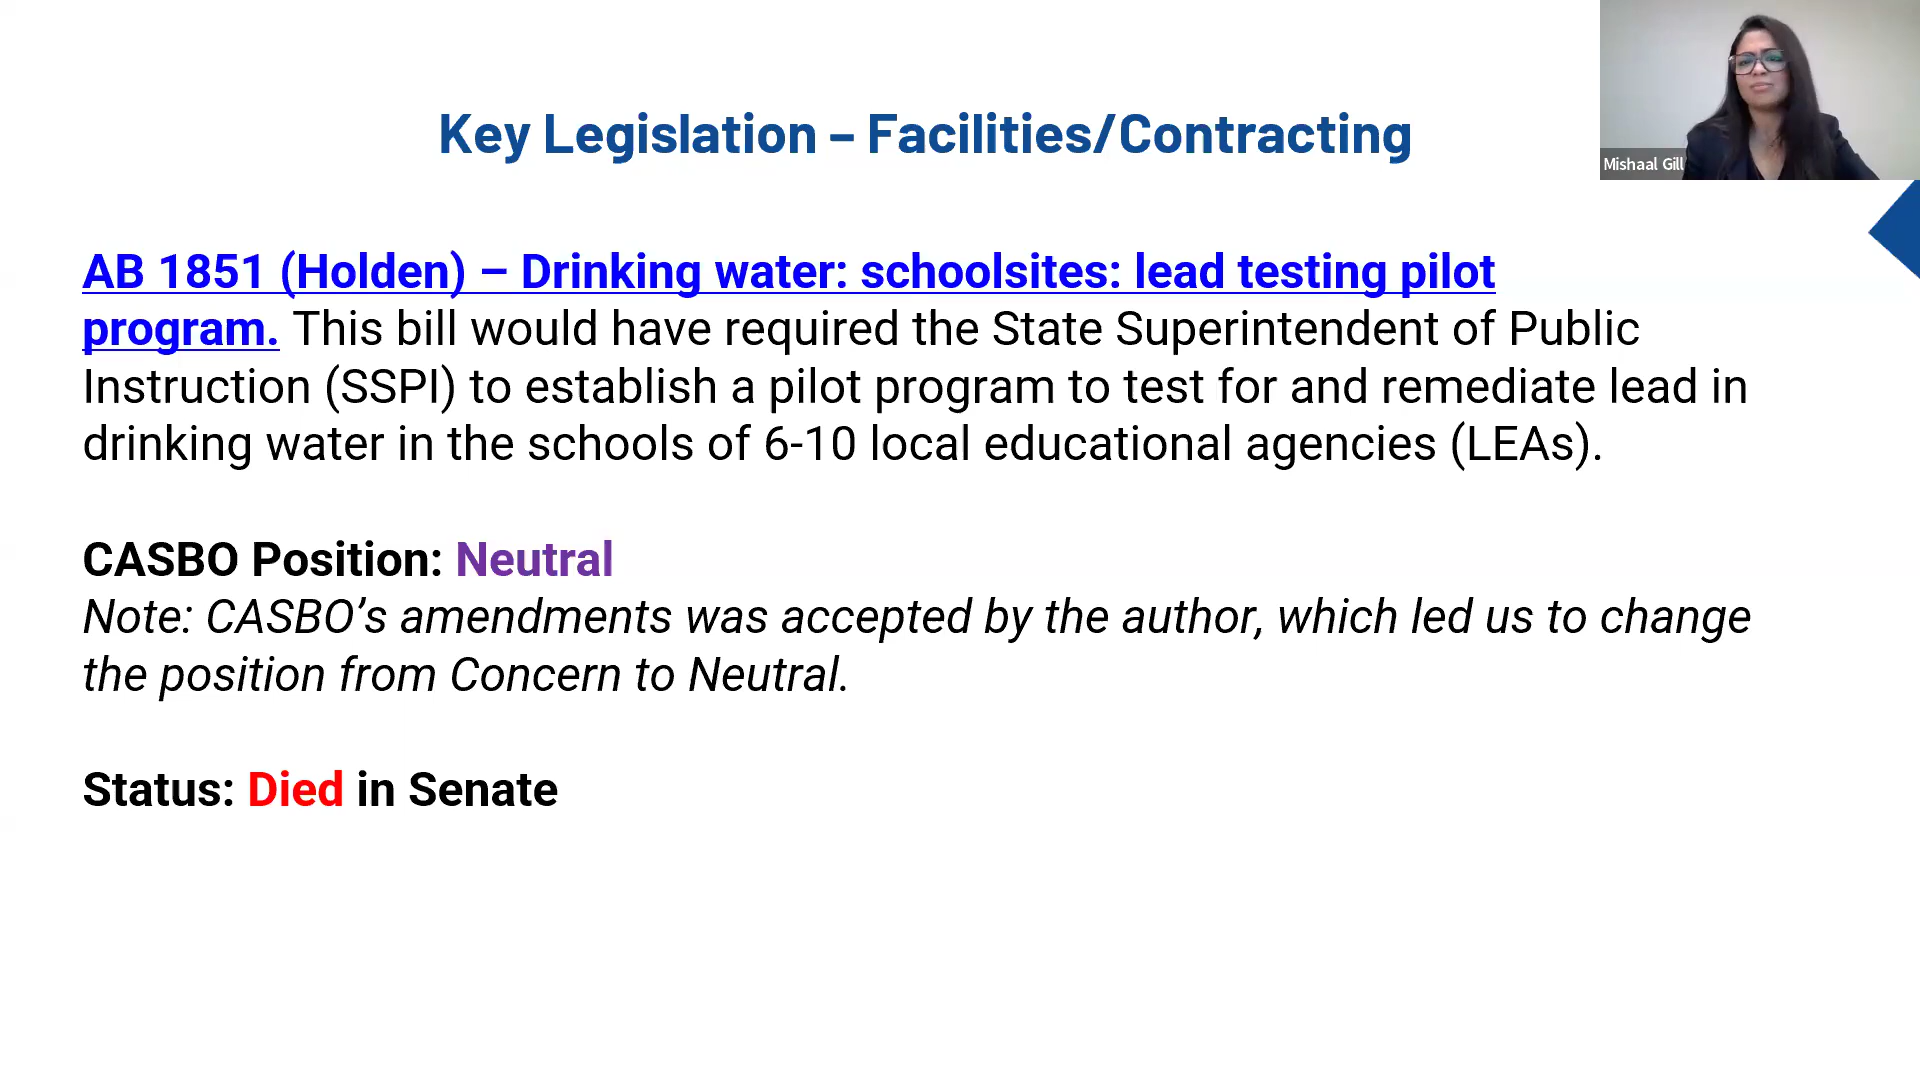 Key Legislation – Facilities/Contracting
Mishaal Gill
AB 1851 (Holden) – Drinking water: schoolsites: lead testing pilot
program. This bill would have required the State Superintendent of Public
Instruction (SSPI) to establish a pilot program to test for and remediate lead in
drinking water in the schools of 6-10 local educational agencies (LEAs).
CASBO Position: Neutral
Note: CASBO’s amendments was accepted by the author, which led us to change
the position from Concern to Neutral.
Status: Died in Senate